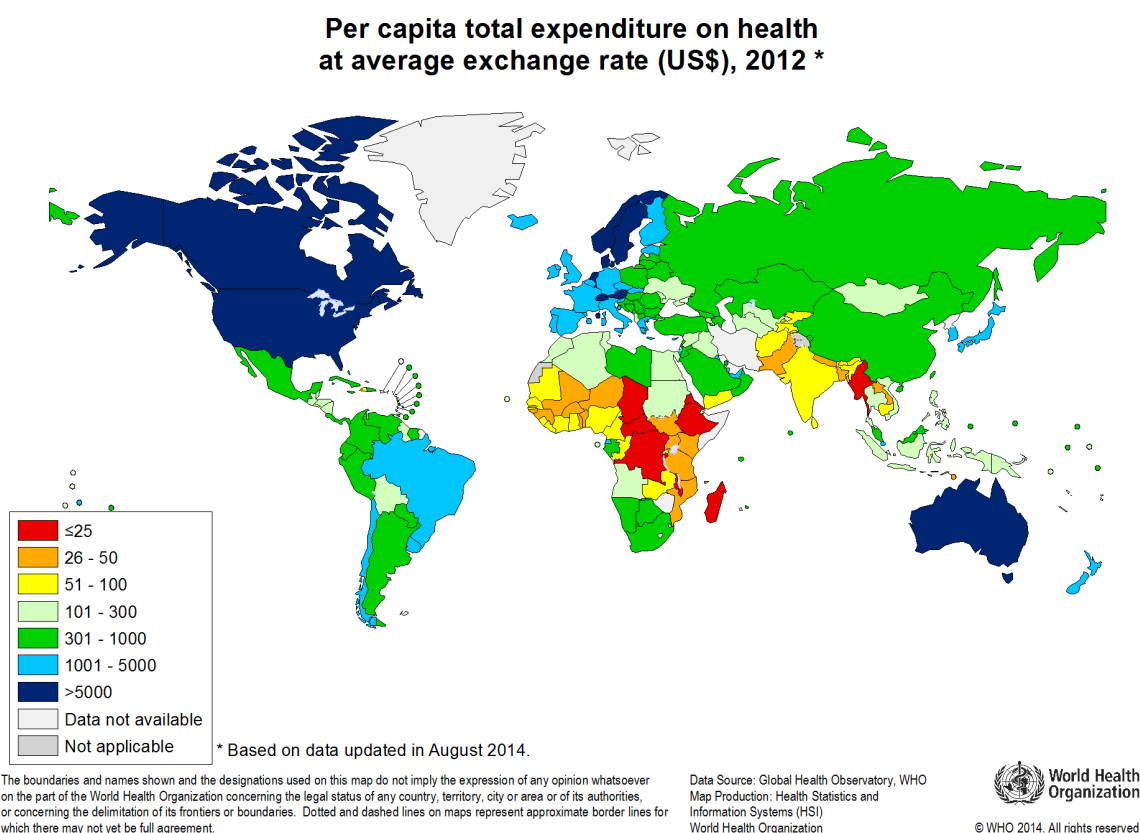 Per capita total expenditure on health
at average exchange rate (US$), 2012 *
≤25
26 - 50
51 - 100
101 - 300
301 - 1000
1001 - 5000
>5000
Data not available
Not applicable
* Based on data updated in August 2014.
The boundaries and names shown and the designations used on this map do not imply the expression of any opinion whatsoever
on the part of the World Health Organization concerning the legal status of any country, territory, city or area or of its authorities,
or concerning the delimitation of its frontiers or boundaries. Dotted and dashed lines on maps represent approximate border lines for
which there may not yet be full agreement.
Data Source: Global Health Observatory, WHO
Map Production: Health Statistics and
Information Systems (HSI)
World Health Organization
World Health
Organization
© WHO 2014. All rights reserved